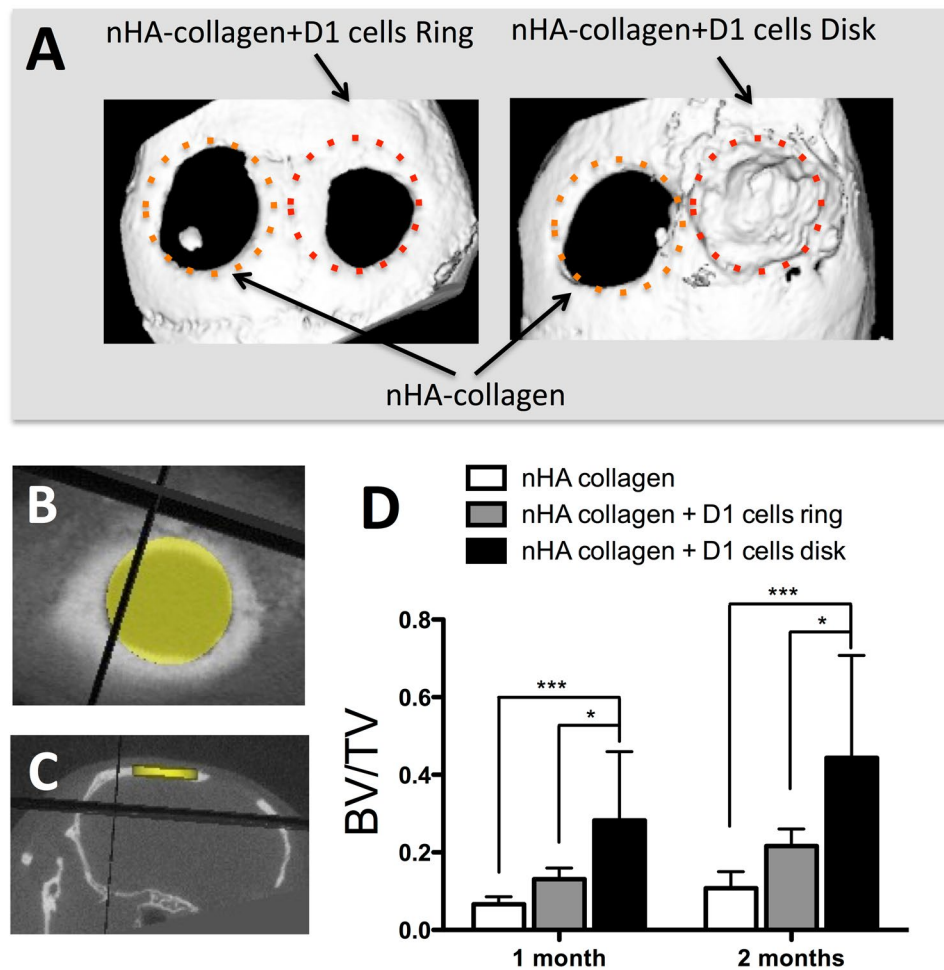 A
nHA-collagen+D1 cells Ring
nHA-collagen+D1 cells Disk
nHA-collagen
B
C
D
nHA collagen
nHA collagen + D1 cells ring
nHA collagen + D1 cells disk
BV/TV
0.8
0.6
0.4
0.2
0.0
***
*
***
*
1 month
2 months